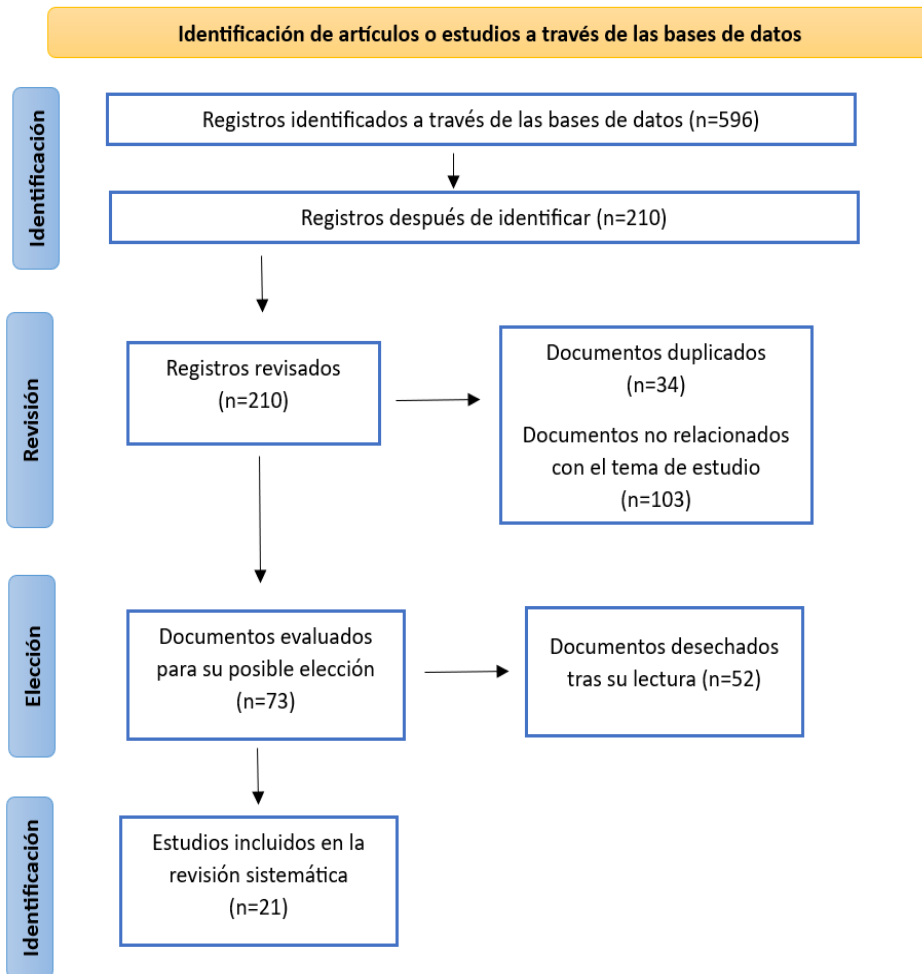 Identificación de artículos o estudios a través de las bases de datos
Identificación
Registros identificados a través de las bases de datos (n=596)
Registros después de identificar (n=210)
Revisión
Registros revisados
(n=210)
Documentos duplicados
(n=34)
Documentos no relacionados
con el tema de estudio
(n=103)
Elección
Documentos evaluados
para su posible elección
(n=73)
Documentos desechados
tras su lectura (n=52)
Identificación
Estudios incluidos en la
revisión sistemática
(n=21)